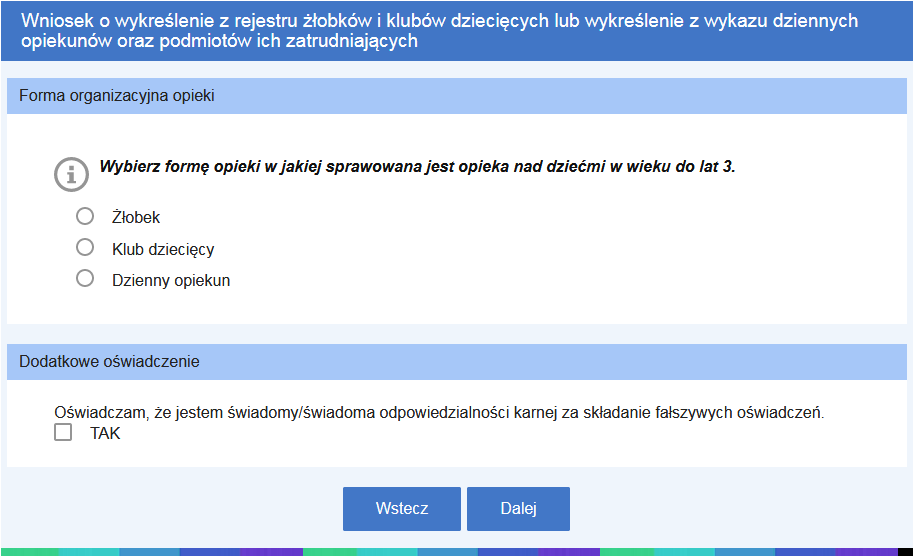 Wniosek o wykreślenie z rejestru żłobków i klubów dziecięcych lub wykreślenie z wykazu dziennych
opiekunów oraz podmiotów ich zatrudniających
Forma organizacyjna opieki
Wybierz formę opieki w jakiej sprawowana jest opieka nad dziećmi w wieku do lat 3.
Żłobek
Klub dziecięcy
Dzienny opiekun
Dodatkowe oświadczenie
Oświadczam, że jestem świadomy/świadoma odpowiedzialności karnej za składanie fałszywych oświadczeń.
TAK
Wstecz Dalej